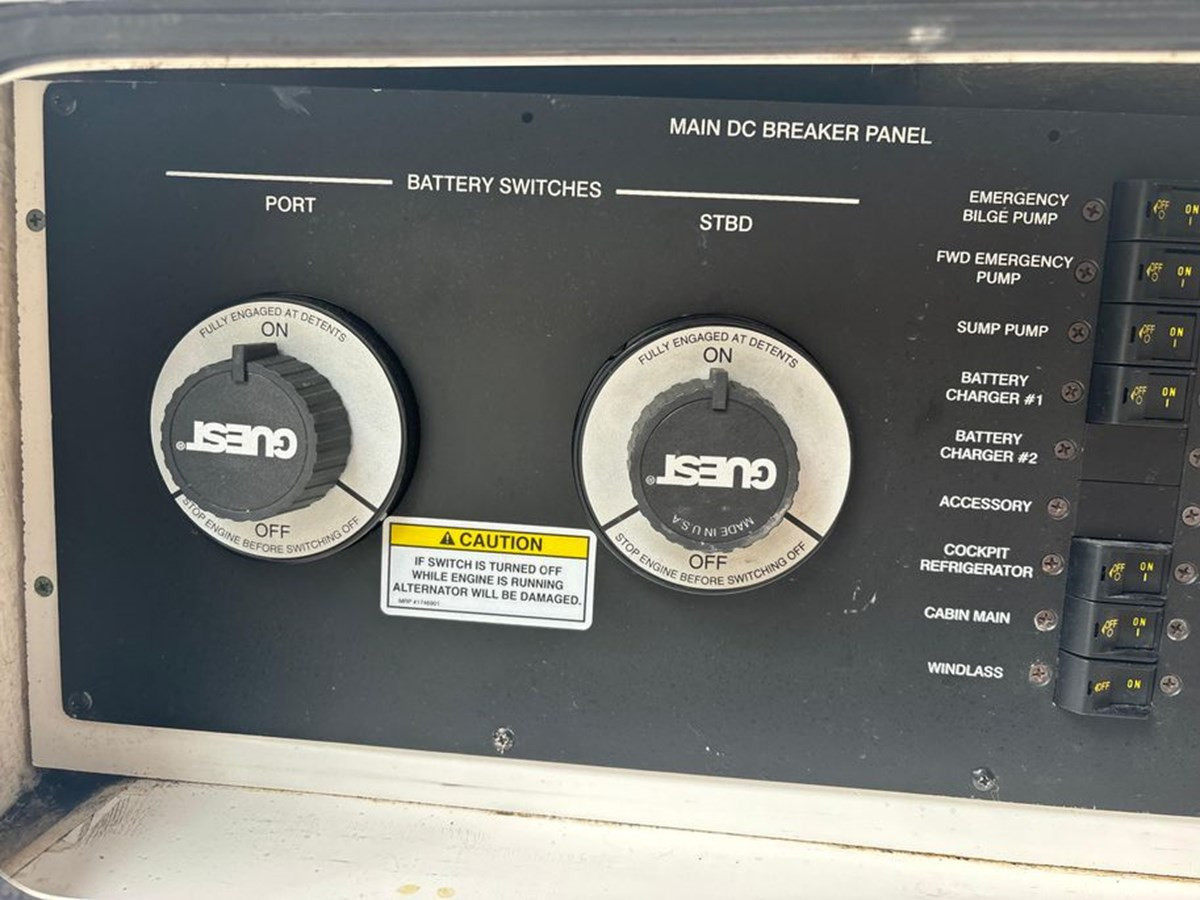 MAIN DC BREAKER PANEL
BATTERY SWITCHES
PORT
STBD
FULLY ENGAGED AT DETENTS
ON
GUEST®
OFF
STOP ENGINE BEFORE SWITCHING OFF
FULLY ENGAGED AT DETENTS
ON
GUEST®
MADE IN U.S.A
OFF
STOP ENGINE BEFORE SWITCHING OFF
CAUTION
IF SWITCH IS TURNED OFF
WHILE ENGINE IS RUNNING
ALTERNATOR WILL BE DAMAGED.
EMERGENCY
BILGE PUMP
OFF ON
FWD EMERGENCY
PUMP
OFF ON
SUMP PUMP
OFF ON
BATTERY
CHARGER #1
OFF ON
BATTERY
CHARGER #2
ACCESSORY
COCKPIT
REFRIGERATOR
OFF ON
CABIN MAIN
OFF ON
WINDLASS
OFF ON